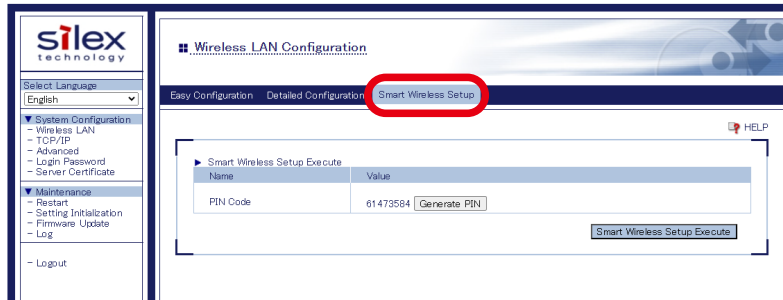 silex
technology
Select Language
English
▼ System Configuration
- Wireless LAN
- TCP/IP
- Advanced
- Login Password
- Server Certificate
▼ Maintenance
- Restart
- Setting Initialization
- Firmware Update
- Log
- Logout
Wireless LAN Configuration
Easy Configuration Detailed Configuration Smart Wireless Setup
HELP
Smart Wireless Setup Execute
Name Value
PIN Code 61473584 Generate PIN
Smart Wireless Setup Execute